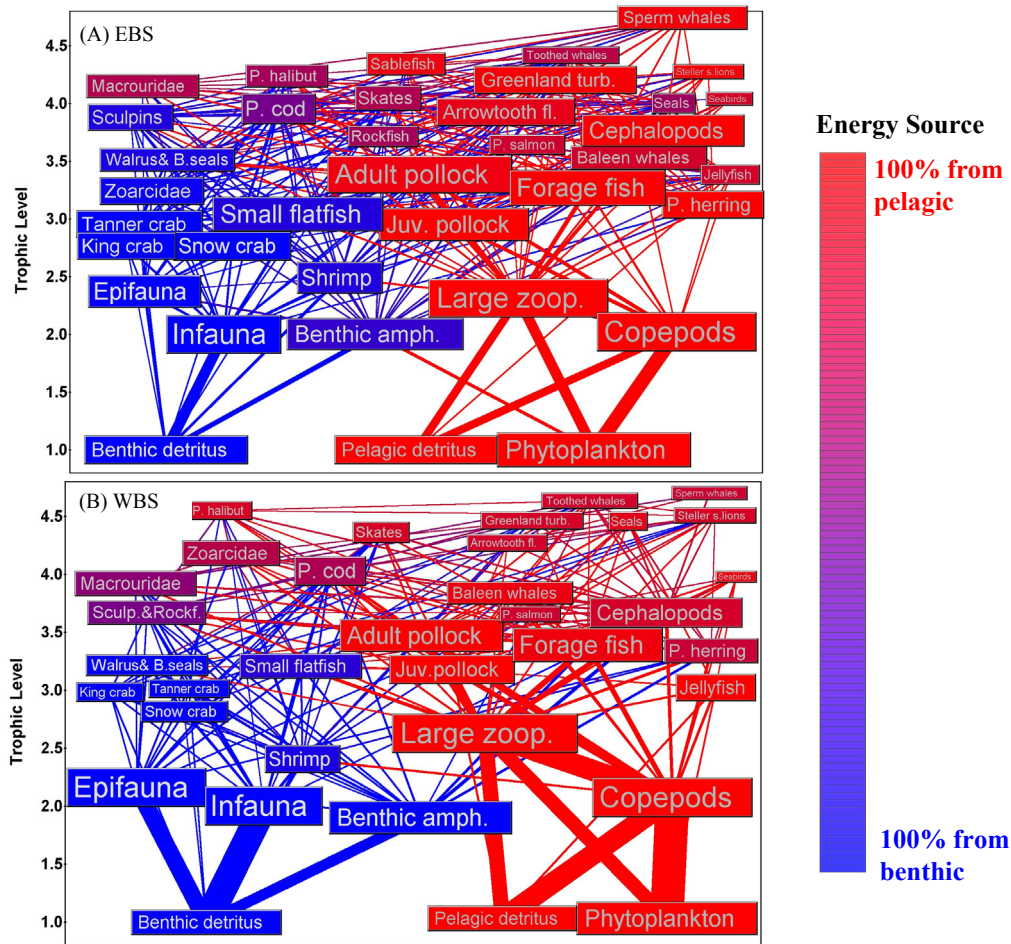 (A) EBS
Trophic Level
4.5
4.0
3.5
3.0
2.5
2.0
1.5
1.0
Sperm whales
Toothed whales
Sablefish
P. halibut
Macrouridae
Greenland turb.
Steller s.lions
Skates
Seabirds
P. cod
Seals
Sculpins
Arrowtooth fl.
Cephalopods
Rockfish
P. salmon
Walrus& B.seals
Baleen whales
Adult pollock
Jellyfish
Zoarcidae
Forage fish
P. herring
Small flatfish
Tanner crab
Juv. pollock
King crab
Snow crab
Shrimp
Epifauna
Large zoop.
Infauna
Benthic amph.
Copepods
Benthic detritus
Pelagic detritus
Phytoplankton
(B) WBS
Trophic Level
4.5
4.0
3.5
3.0
2.5
2.0
1.5
1.0
Sperm whales
Toothed whales
P. halibut
Steller s.lions
Greenland turb.
Seals
Skates
Arrowtooth fl.
Zoarcidae
P. cod
Seabirds
Macrouridae
Baleen whales
Sculp.&Rockf.
P. salmon
Cephalopods
Adult pollock
Forage fish
P. herring
Walrus& B.seals
Small flatfish
Juv.pollock
King crab
Tanner crab
Jellyfish
Snow crab
Large zoop.
Shrimp
Epifauna
Infauna
Benthic amph.
Copepods
Benthic detritus
Pelagic detritus
Phytoplankton
Energy Source
100% from
pelagic
100% from
benthic